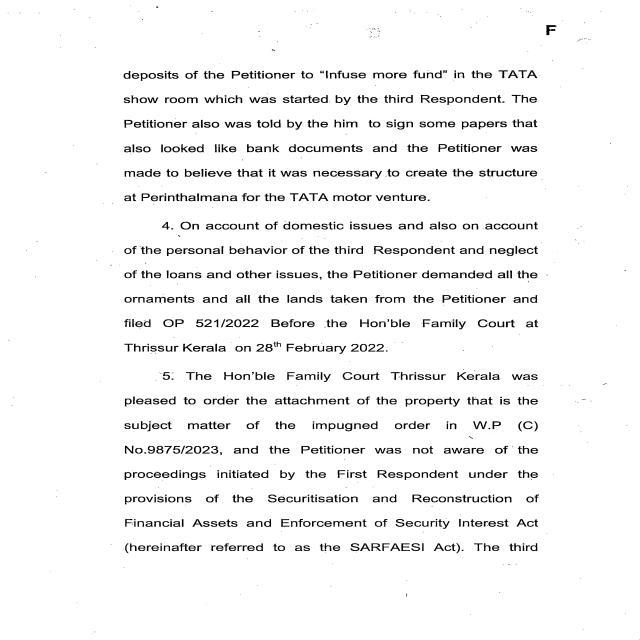 F
deposits of the Petitioner to “Infuse more fund” in the TATA
show room which was started by the third Respondent. The
Petitioner also was told by the him to sign some papers that
also looked like bank documents and the Petitioner was
made to believe that it was necessary to create the structure
at Perinthalmana for the TATA motor venture.
4. On account of domestic issues and also on account
of the personal behavior of the third Respondent and neglect
of the loans and other issues, the Petitioner demanded all the
ornaments and all the lands taken from the Petitioner and
filed OP 521/2022 Before the Hon'ble Family Court at
Thrissur Kerala on 28th February 2022.
5. The Hon'ble Family Court Thrissur Kerala was
pleased to order the attachment of the property that is the
subject matter of the impugned order in W.P (C)
No.9875/2023, and the Petitioner was not aware of the
proceedings initiated by the First Respondent under the
provisions of the Securitisation and Reconstruction of
Financial Assets and Enforcement of Security Interest Act
(hereinafter referred to as the SARFAESI Act). The third